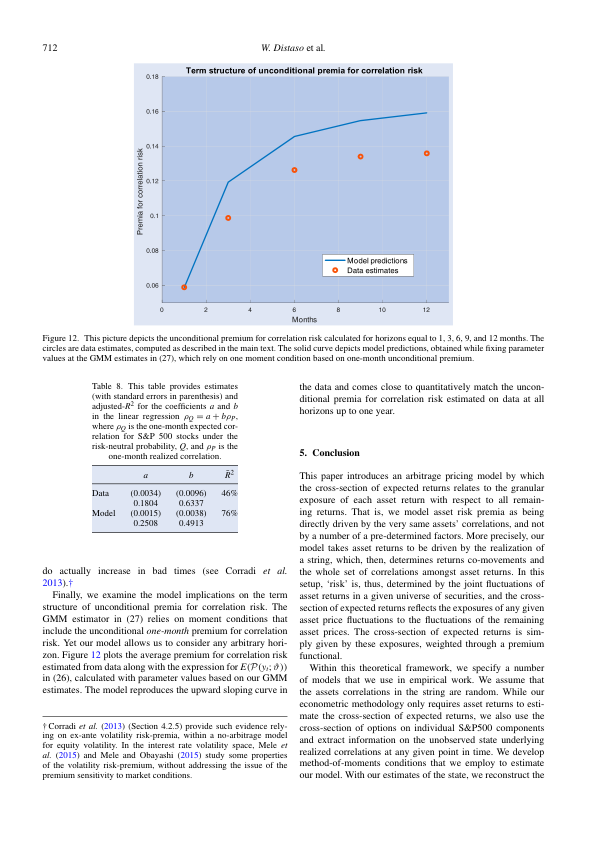 712
W. Distaso et al.
Term structure of unconditional premia for correlation risk
0.18
0.16
0.14
0.12
0.1
0.08
0.06
Premia for correlation risk
Model predictions
Data estimates
0 2 4 6 8 10 12
Months
Figure 12. This picture depicts the unconditional premium for correlation risk calculated for horizons equal to 1, 3, 6, 9, and 12 months. The
circles are data estimates, computed as described in the main text. The solid curve depicts model predictions, obtained while fixing parameter
values at the GMM estimates in (27), which rely on one moment condition based on one-month unconditional premium.
Table 8. This table provides estimates
(with standard errors in parenthesis) and
adjusted-R² for the coefficients a and b
in the linear regression ρQ = a + bρP,
where ρQ is the one-month expected cor-
relation for S&P 500 stocks under the
risk-neutral probability, Q, and ρP is the
one-month realized correlation.
a b R̄²
Data (0.0034) (0.0096) 46%
0.1804 0.6337
Model (0.0015) (0.0038) 76%
0.2508 0.4913
do actually increase in bad times (see Corradi et al.
2013).†
Finally, we examine the model implications on the term
structure of unconditional premia for correlation risk. The
GMM estimator in (27) relies on moment conditions that
include the unconditional one-month premium for correlation
risk. Yet our model allows us to consider any arbitrary hori-
zon. Figure 12 plots the average premium for correlation risk
estimated from data along with the expression for E(P(yt; ϑ̂))
in (26), calculated with parameter values based on our GMM
estimates. The model reproduces the upward sloping curve in
† Corradi et al. (2013) (Section 4.2.5) provide such evidence rely-
ing on ex-ante volatility risk-premia, within a no-arbitrage model
for equity volatility. In the interest rate volatility space, Mele et
al. (2015) and Mele and Obayashi (2015) study some properties
of the volatility risk-premium, without addressing the issue of the
premium sensitivity to market conditions.
the data and comes close to quantitatively match the uncon-
ditional premia for correlation risk estimated on data at all
horizons up to one year.
5. Conclusion
This paper introduces an arbitrage pricing model by which
the cross-section of expected returns relates to the granular
exposure of each asset return with respect to all remain-
ing returns. That is, we model asset risk premia as being
directly driven by the very same assets' correlations, and not
by a number of a pre-determined factors. More precisely, our
model takes asset returns to be driven by the realization of
a string, which, then, determines returns co-movements and
the whole set of correlations amongst asset returns. In this
setup, 'risk' is, thus, determined by the joint fluctuations of
asset returns in a given universe of securities, and the cross-
section of expected returns reflects the exposures of any given
asset price fluctuations to the fluctuations of the remaining
asset prices. The cross-section of expected returns is sim-
ply given by these exposures, weighted through a premium
functional.
Within this theoretical framework, we specify a number
of models that we use in empirical work. We assume that
the assets correlations in the string are random. While our
econometric methodology only requires asset returns to esti-
mate the cross-section of expected returns, we also use the
cross-section of options on individual S&P500 components
and extract information on the unobserved state underlying
realized correlations at any given point in time. We develop
method-of-moments conditions that we employ to estimate
our model. With our estimates of the state, we reconstruct the